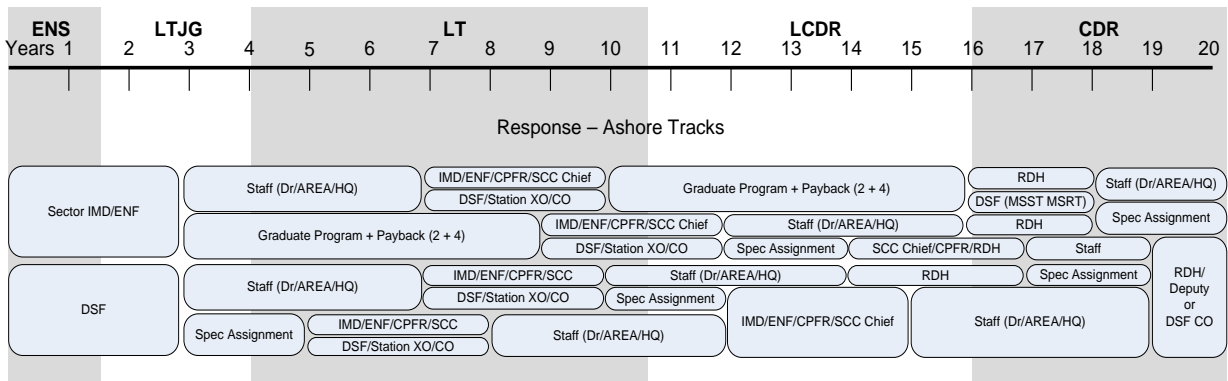 ENS LTJG LT LCDR CDR
Years 1 2 3 4 5 6 7 8 9 10 11 12 13 14 15 16 17 18 19 20
Response – Ashore Tracks
Sector IMD/ENF
Staff (Dr/AREA/HQ)
IMD/ENF/CPFR/SCC Chief
DSF/Station XO/CO
Graduate Program + Payback (2 + 4)
RDH
DSF (MSST MSRT)
Staff (Dr/AREA/HQ)
Spec Assignment
Graduate Program + Payback (2 + 4)
IMD/ENF/CPFR/SCC Chief
DSF/Station XO/CO
Staff (Dr/AREA/HQ)
RDH
Spec Assignment
SCC Chief/CPFR/RDH
Staff
DSF
Staff (Dr/AREA/HQ)
IMD/ENF/CPFR/SCC
DSF/Station XO/CO
Staff (Dr/AREA/HQ)
Spec Assignment
RDH
Spec Assignment
RDH/
Deputy
or
DSF CO
Spec Assignment
IMD/ENF/CPFR/SCC
DSF/Station XO/CO
Staff (Dr/AREA/HQ)
IMD/ENF/CPFR/SCC Chief
Staff (Dr/AREA/HQ)